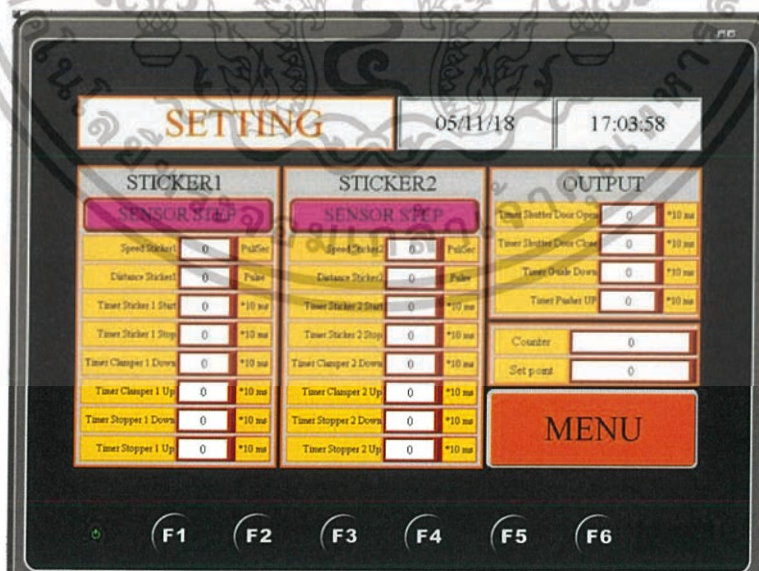 SETTING
05/11/18
17:03:58
STICKER1
SENSOR STEP
Speed Sticker1 0 Pul/Sec
Distance Sticker1 0 Pulse
Timer Sticker 1 Start 0 *10 ms
Timer Sticker 1 Stop 0 *10 ms
Timer Clamper 1 Down 0 *10 ms
Timer Clamper 1 Up 0 *10 ms
Timer Stopper 1 Down 0 *10 ms
Timer Stopper 1 Up 0 *10 ms
STICKER2
SENSOR STEP
Speed Sticker2 0 Pul/Sec
Distance Sticker2 0 Pulse
Timer Sticker 2 Start 0 *10 ms
Timer Sticker 2 Stop 0 *10 ms
Timer Clamper 2 Down 0 *10 ms
Timer Clamper 2 Up 0 *10 ms
Timer Stopper 2 Down 0 *10 ms
Timer Stopper 2 Up 0 *10 ms
OUTPUT
Timer Shutter Door Open 0 *10 ms
Timer Shutter Door Close 0 *10 ms
Timer Guide Down 0 *10 ms
Timer Pusher UP 0 *10 ms
Counter 0
Set point 0
MENU
F1 F2 F3 F4 F5 F6